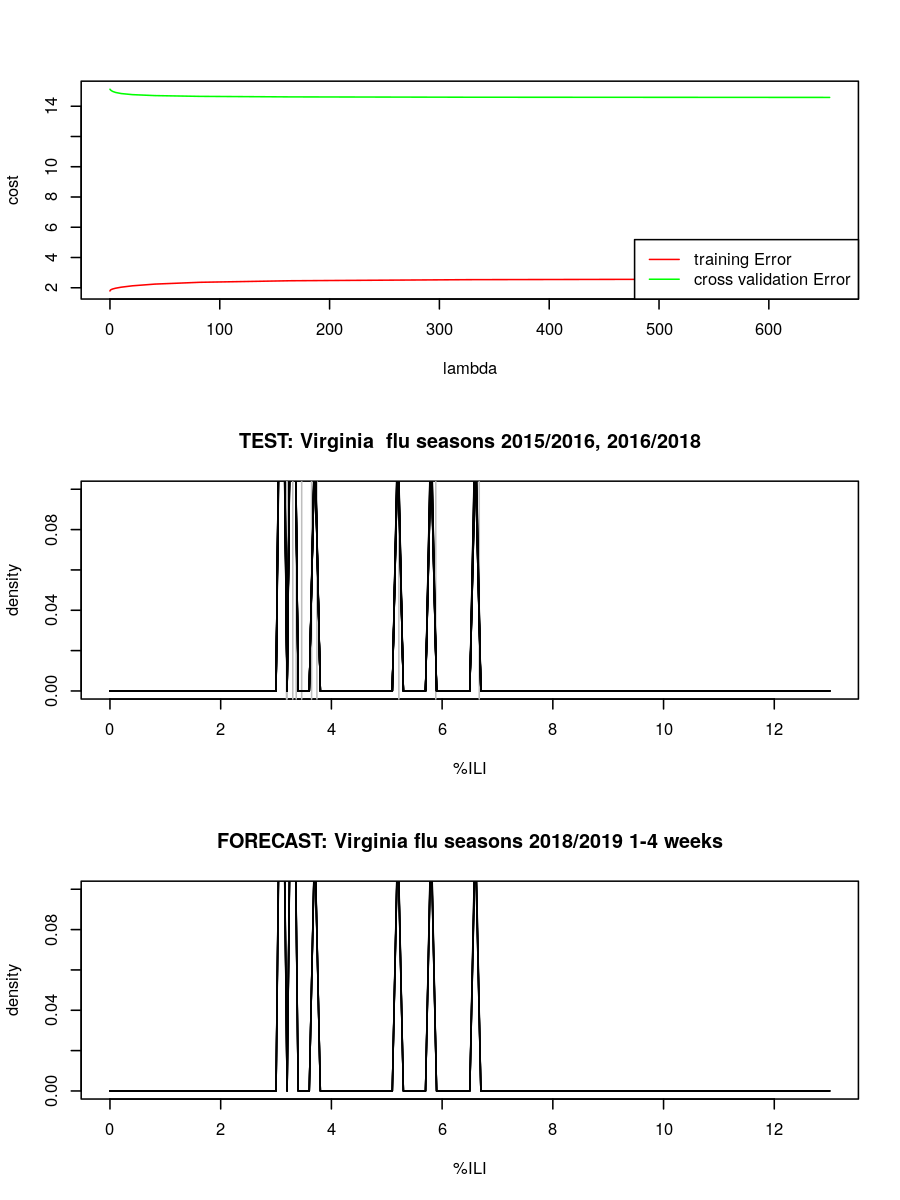 14
10
8
6
4
2
cost
training Error
cross validation Error
0 100 200 300 400 500 600
lambda
TEST: Virginia  flu seasons 2015/2016, 2016/2018
0.08
0.04
0.00
density
0 2 4 6 8 10 12
%ILI
FORECAST: Virginia flu seasons 2018/2019 1-4 weeks
0.08
0.04
0.00
density
0 2 4 6 8 10 12
%ILI